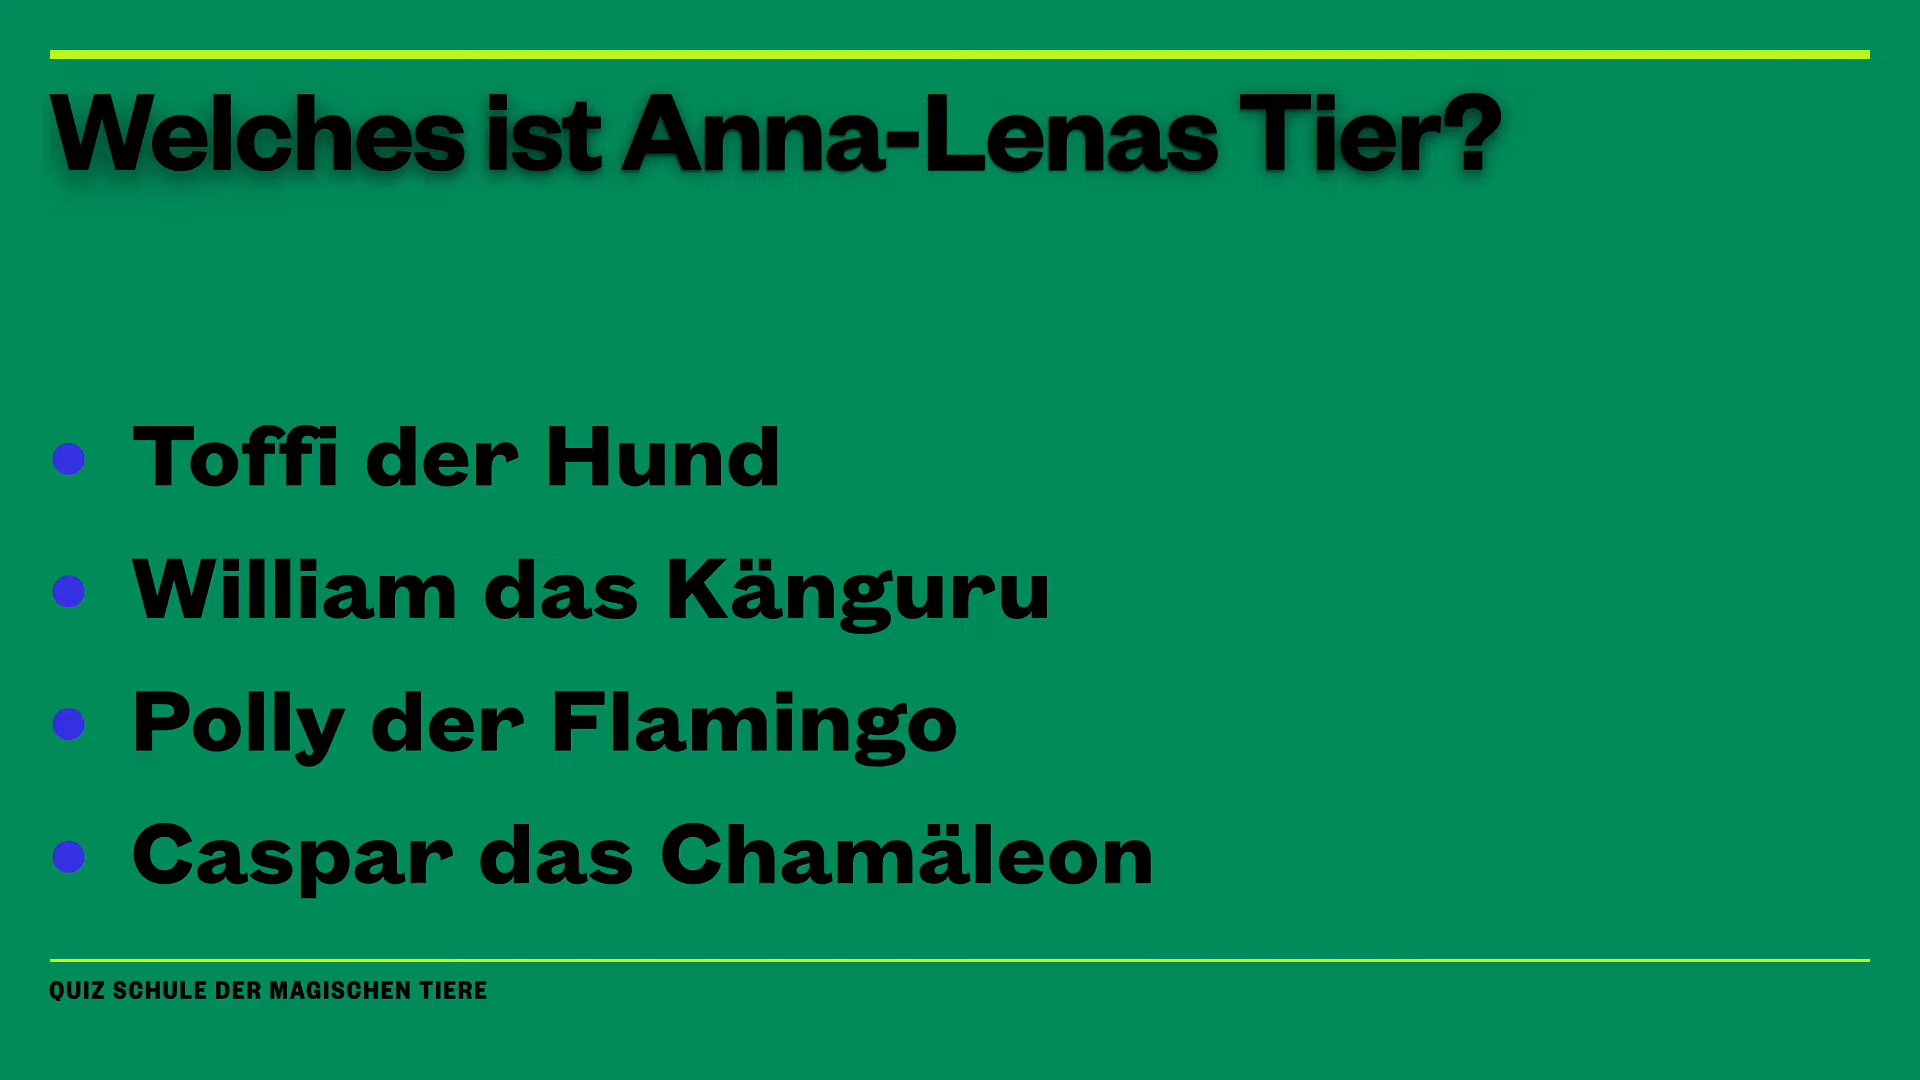 Welches ist Anna-Lenas Tier?
Toffi der Hund
William das Känguru
Polly der Flamingo
Caspar das Chamäleon
QUIZ SCHULE DER MAGISCHEN TIERE